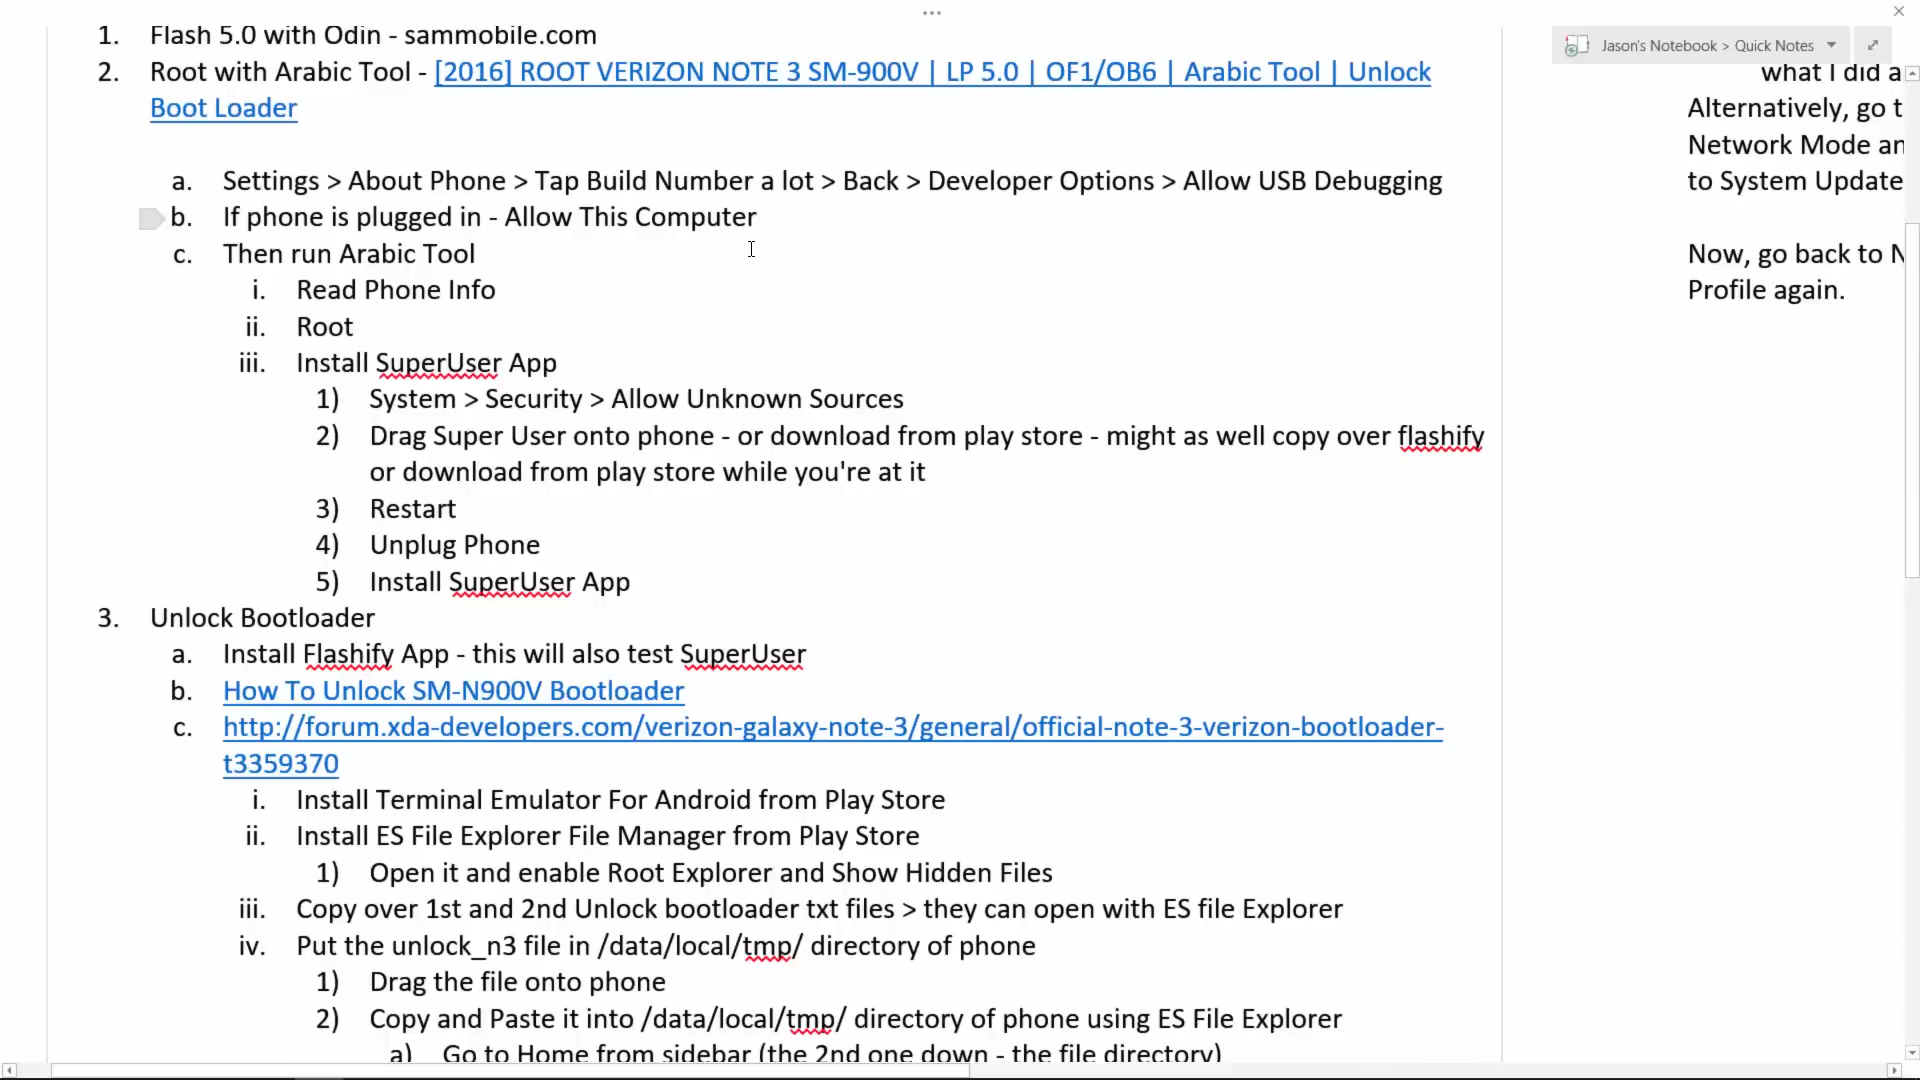 1. Flash 5.0 with Odin - sammobile.com
2. Root with Arabic Tool - [2016] ROOT VERIZON NOTE 3 SM-900V | LP 5.0 | OF1/OB6 | Arabic Tool | Unlock
Boot Loader
a. Settings > About Phone > Tap Build Number a lot > Back > Developer Options > Allow USB Debugging
b. If phone is plugged in - Allow This Computer
c. Then run Arabic Tool
i. Read Phone Info
ii. Root
iii. Install SuperUser App
1) System > Security > Allow Unknown Sources
2) Drag Super User onto phone - or download from play store - might as well copy over flashify
or download from play store while you're at it
3) Restart
4) Unplug Phone
5) Install SuperUser App
3. Unlock Bootloader
a. Install Flashify App - this will also test SuperUser
b. How To Unlock SM-N900V Bootloader
c. http://forum.xda-developers.com/verizon-galaxy-note-3/general/official-note-3-verizon-bootloader-
t3359370
i. Install Terminal Emulator For Android from Play Store
ii. Install ES File Explorer File Manager from Play Store
1) Open it and enable Root Explorer and Show Hidden Files
iii. Copy over 1st and 2nd Unlock bootloader txt files > they can open with ES file Explorer
iv. Put the unlock_n3 file in /data/local/tmp/ directory of phone
1) Drag the file onto phone
2) Copy and Paste it into /data/local/tmp/ directory of phone using ES File Explorer
a) Go to Home from sidebar (the 2nd one down - the file directory)
Jason's Notebook > Quick Notes
what I did a
Alternatively, go t
Network Mode an
to System Update
Now, go back to N
Profile again.